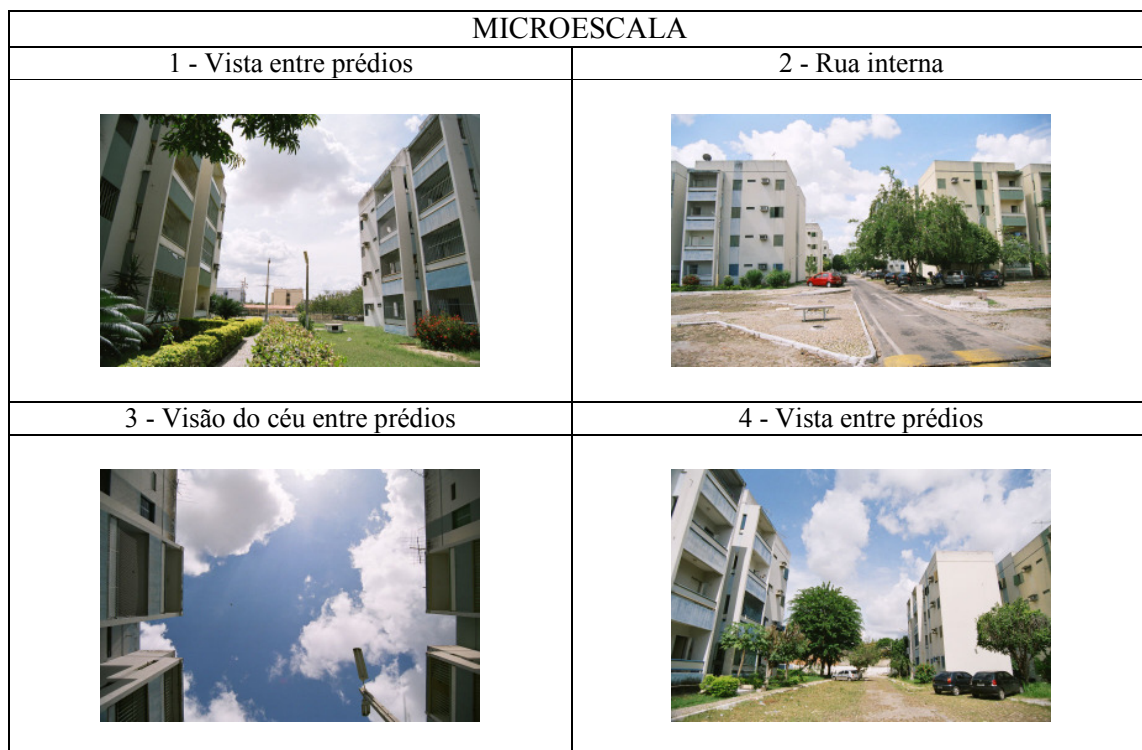 MICROESCALA
1 - Vista entre prédios
2 - Rua interna
3 - Visão do céu entre prédios
4 - Vista entre prédios